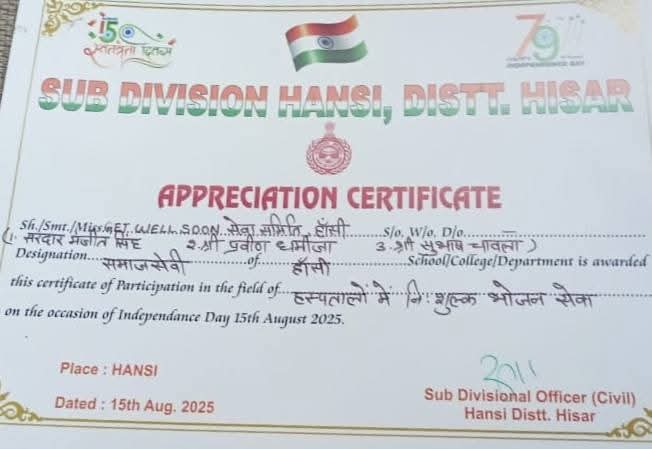 15
स्वतंत्रता दिवस
79
INDEPENDENCE DAY
SUB DIVISION HANSI, DISTT. HISAR
APPRECIATION CERTIFICATE
Sh./Smt./Miss/ GET WELL SOON सेवा समिति हाँसी S/o, W/o, D/o. —
(1. सरदार मंजीत सिंह 2. श्री प्रवीण धमीजा 3. श्री सुभाष चावला)
Designation समाजसेवी of हाँसी School/College/Department is awarded
this certificate of Participation in the field of हस्पतालों में नि:शुल्क भोजन सेवा
on the occasion of Independance Day 15th August 2025.
Place : HANSI
Dated : 15th Aug. 2025
Sub Divisional Officer (Civil)
Hansi Distt. Hisar